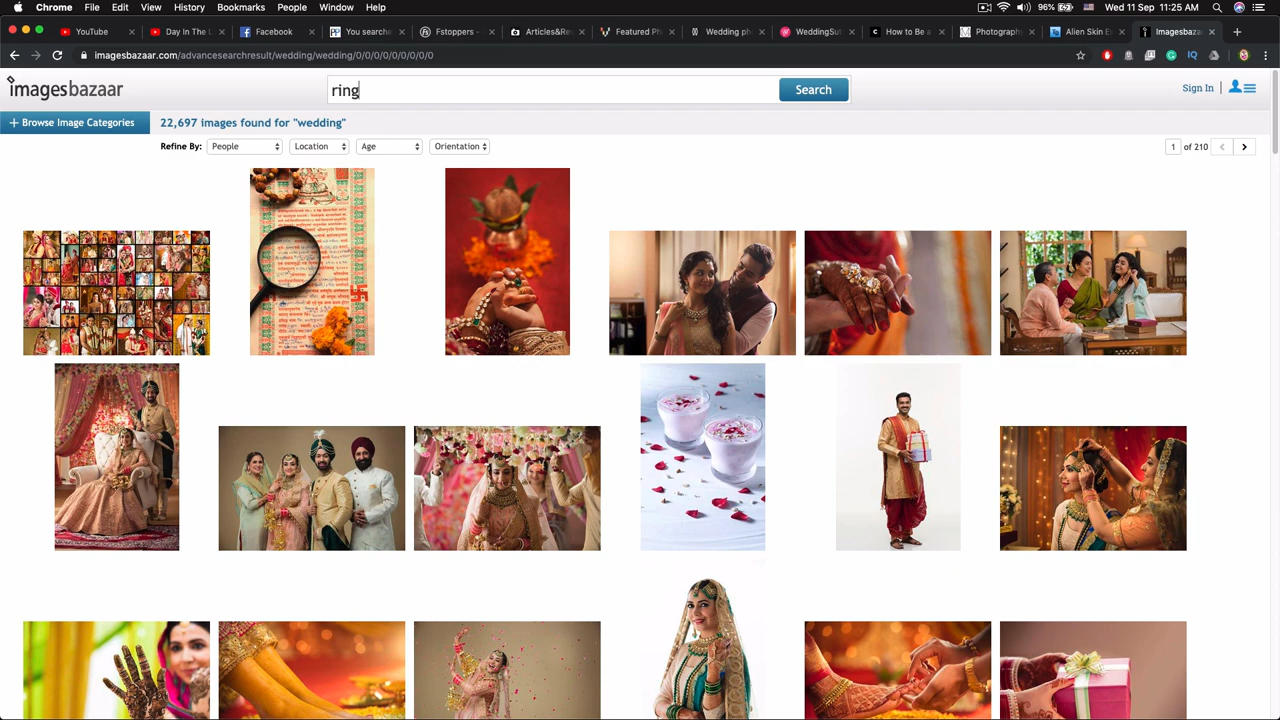 Chrome File Edit View History Bookmarks People Window Help 96% Wed 11 Sep 11:25 AM
YouTube Day In The L Facebook You searche Fstoppers - Articles&Re Featured Ph Wedding ph WeddingSu How to Be a Photograph Alien Skin E Imagesbazaar
imagesbazaar.com/advancesearchresult/wedding/wedding/0/0/0/0/0/0/0/0/0
imagesbazaar ring Search Sign In
+ Browse Image Categories 22,697 images found for "wedding"
Refine By: People Location Age Orientation 1 of 210